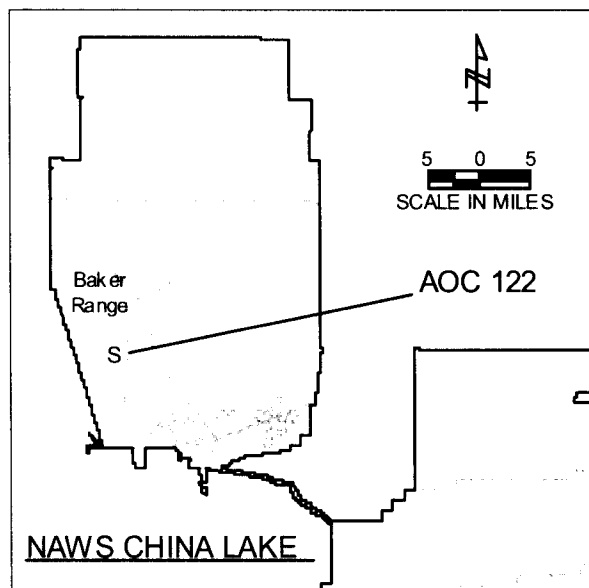 N
5 0 5
SCALE IN MILES
Baker
Range
AOC 122
S
NAWS CHINA LAKE